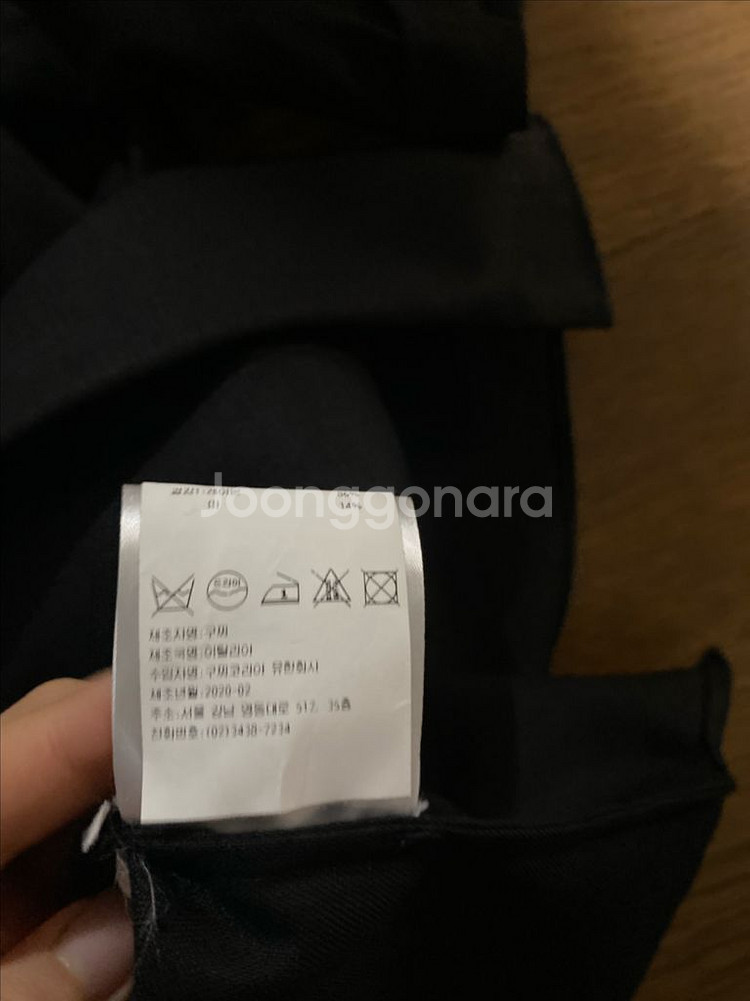 14%
Joonggonara
드라이
제조자명:구찌
제조국명:이탈리아
수입자명:구찌코리아 유한회사
제조년월:2020-02
주소:서울 강남 영동대로 517, 35층
전화번호:(02)3438-7234